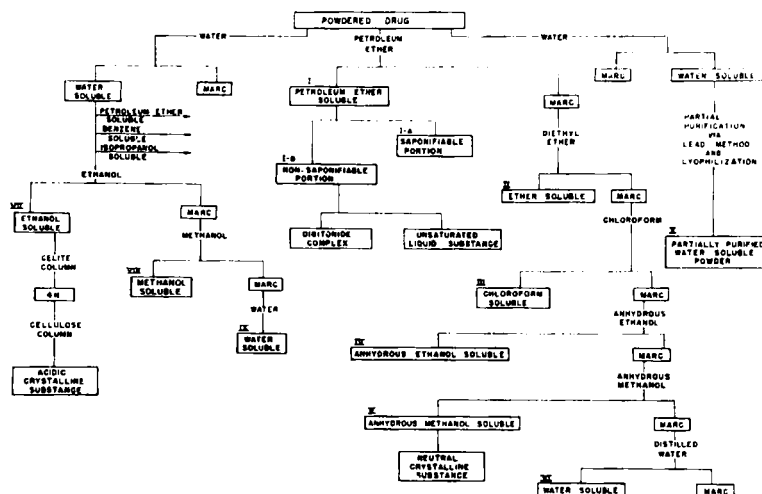 POWDERED DRUG
WATER
PETROLEUM
ETHER
WATER
WATER
SOLUBLE
MARC
I
PETROLEUM ETHER
SOLUBLE
MARC
MARC
WATER SOLUBLE
PETROLEUM ETHER
SOLUBLE
BENZENE
SOLUBLE
ISOPROPANOL
SOLUBLE
ETHANOL
I-A
SAPONIFIABLE
PORTION
I-B
NON-SAPONIFIABLE
PORTION
DIETHYL
ETHER
PARTIAL
PURIFICATION
VIA
LEAD METHOD
AND
LYOPHILIZATION
VII
ETHANOL
SOLUBLE
MARC
METHANOL
DIGITONIDE
COMPLEX
UNSATURATED
LIQUID SUBSTANCE
II
ETHER SOLUBLE
MARC
CHLOROFORM
X
PARTIALLY PURIFIED
WATER SOLUBLE
POWDER
CELITE
COLUMN
VIII
METHANOL
SOLUBLE
MARC
WATER
III
CHLOROFORM
SOLUBLE
MARC
ANHYDROUS
ETHANOL
CELLULOSE
COLUMN
IX
WATER
SOLUBLE
IV
ANHYDROUS ETHANOL SOLUBLE
MARC
ANHYDROUS
METHANOL
ACIDIC
CRYSTALLINE
SUBSTANCE
V
ANHYDROUS METHANOL SOLUBLE
MARC
DISTILLED
WATER
NEUTRAL
CRYSTALLINE
SUBSTANCE
VI
WATER SOLUBLE
MARC